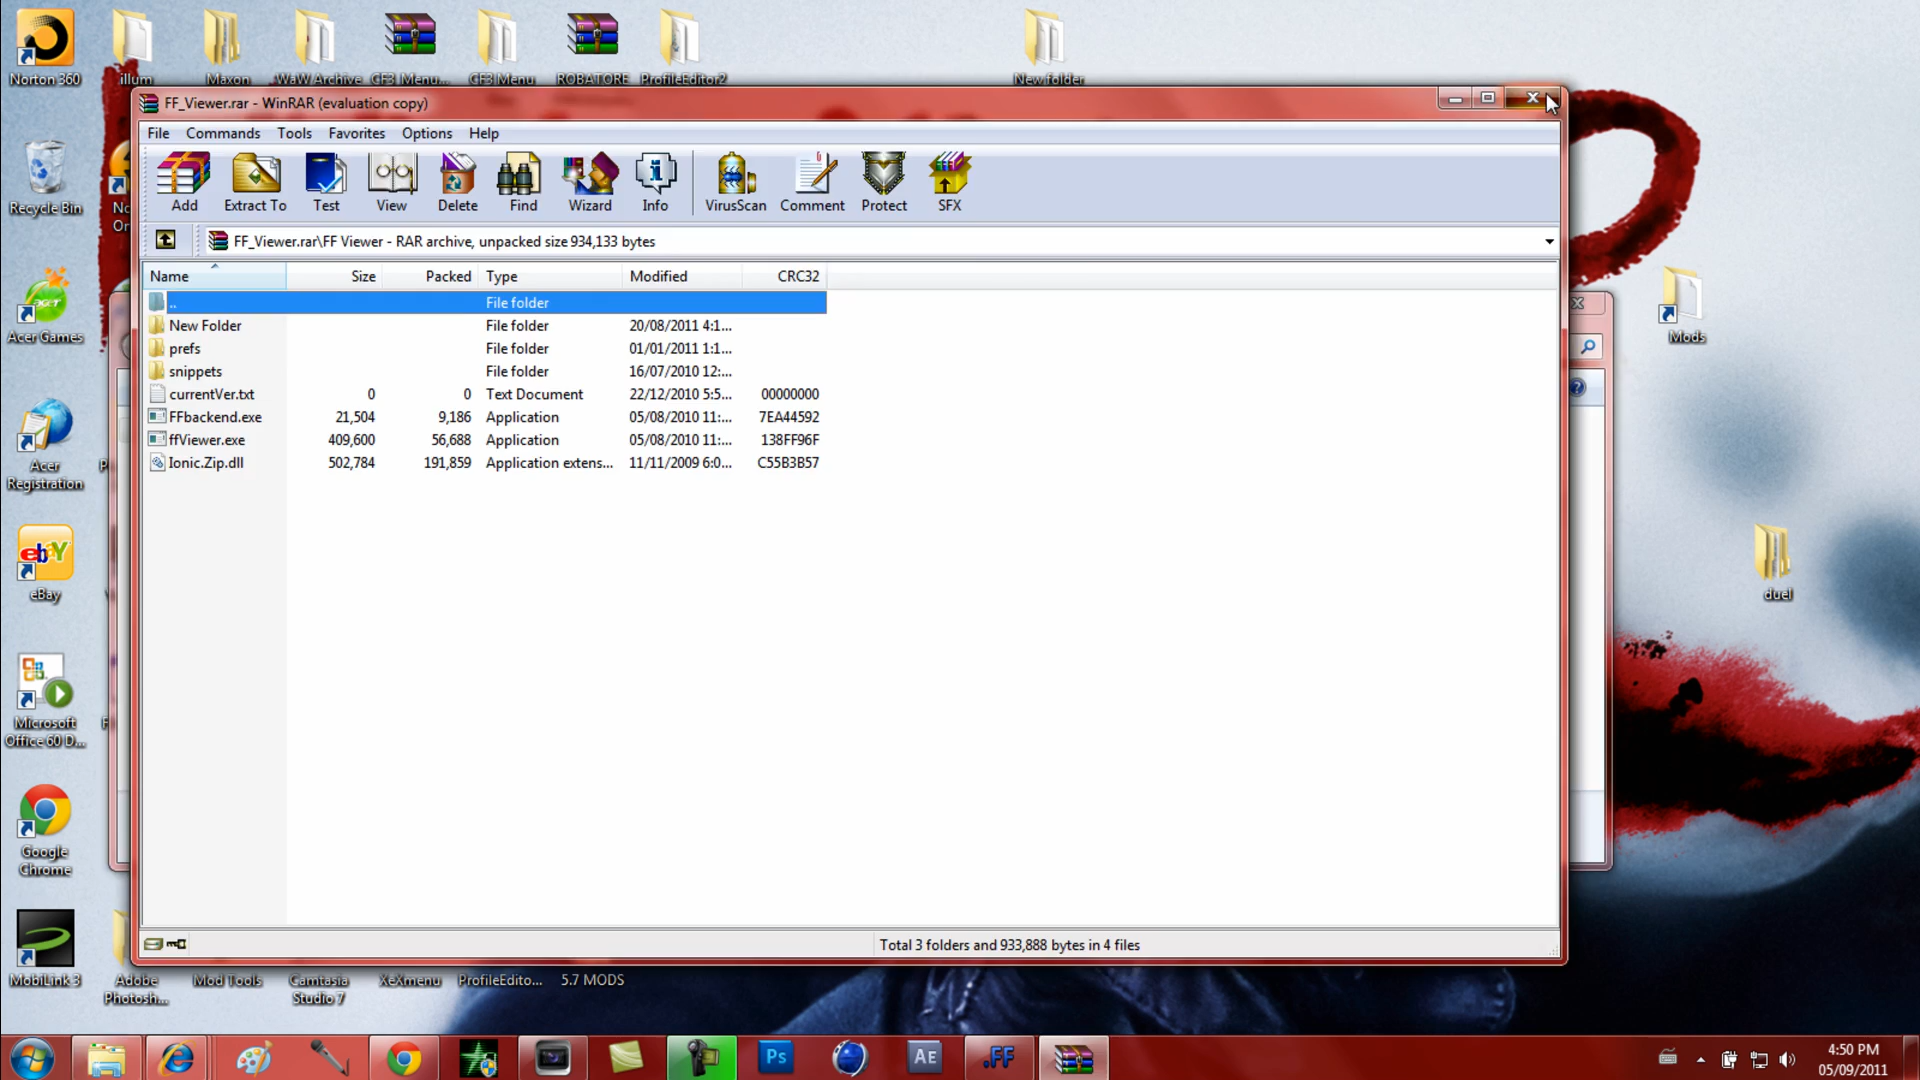 Norton 360
illum
Maxon
WaW Archive
CF3 Menu...
CF3 Menu
ROBATORE
ProfileEditor2
New folder
FF_Viewer.rar - WinRAR (evaluation copy)
File Commands Tools Favorites Options Help
Add Extract To Test View Delete Find Wizard Info VirusScan Comment Protect SFX
FF_Viewer.rar\FF Viewer - RAR archive, unpacked size 934,133 bytes
Name Size Packed Type Modified CRC32
.. File folder
New Folder File folder 20/08/2011 4:1...
prefs File folder 01/01/2011 1:1...
snippets File folder 16/07/2010 12:...
currentVer.txt 0 0 Text Document 22/12/2010 5:5... 00000000
FFbackend.exe 21,504 9,186 Application 05/08/2010 11:... 7EA44592
ffViewer.exe 409,600 56,688 Application 05/08/2010 11:... 138FF96F
Ionic.Zip.dll 502,784 191,859 Application extens... 11/11/2009 6:0... C55B3B57
Total 3 folders and 933,888 bytes in 4 files
Recycle Bin
Acer Games
acer
Acer
Registration
ebY
eBay
Microsoft
Office 60 D...
Google
Chrome
MobiLink 3
Mods
duel
Adobe
Photosh...
Mod Tools
Camtasia
Studio 7
XeXmenu
ProfileEdito...
5.7 MODS
Ps
AE
.FF
4:50 PM
05/09/2011